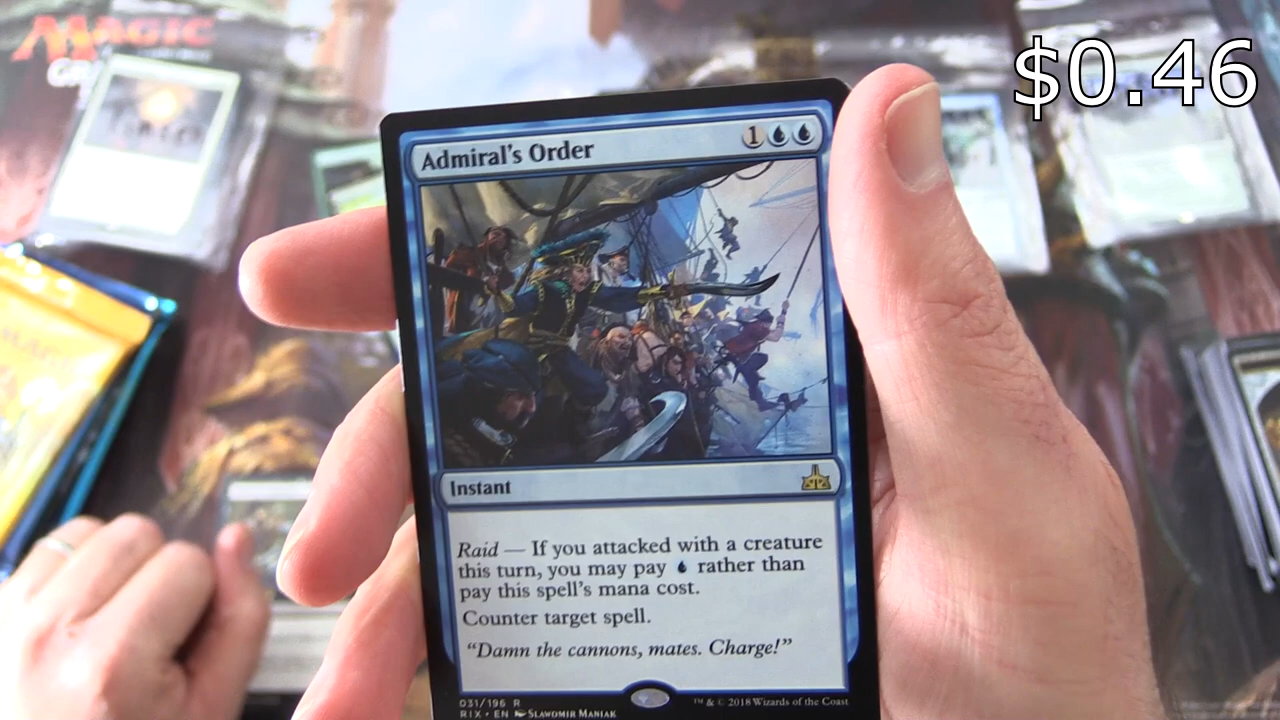 MAGIC
$0.46
Admiral's Order
1
Instant
Raid — If you attacked with a creature
this turn, you may pay rather than
pay this spell's mana cost.
Counter target spell.
"Damn the cannons, mates. Charge!"
031/196 R
RIX • EN SLAWOMIR MANIAK
™ & © 2018 Wizards of the Coast